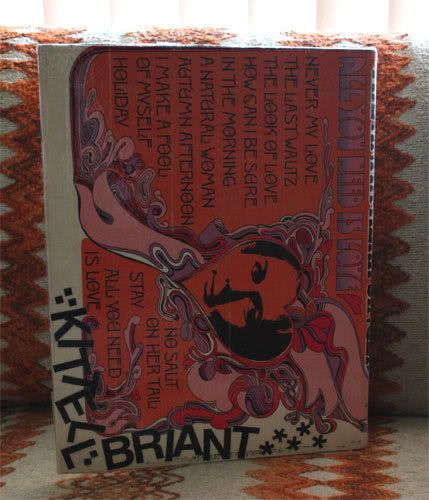 ALL YOU NEED IS LOVE
NEVER MY LOVE
THE LAST WALTZ
THE LOOK OF LOVE
HOW CAN I BE SURE
IN THE MORNING
A NATURAL WOMAN
AUTUMN AFTERNOON
I MAKE A FOOL
OF MYSELF
HOLIDAY
NO SALT
ON HER TAIL
STAY
ALL YOU NEED
IS LOVE
KITELL
BRIANT